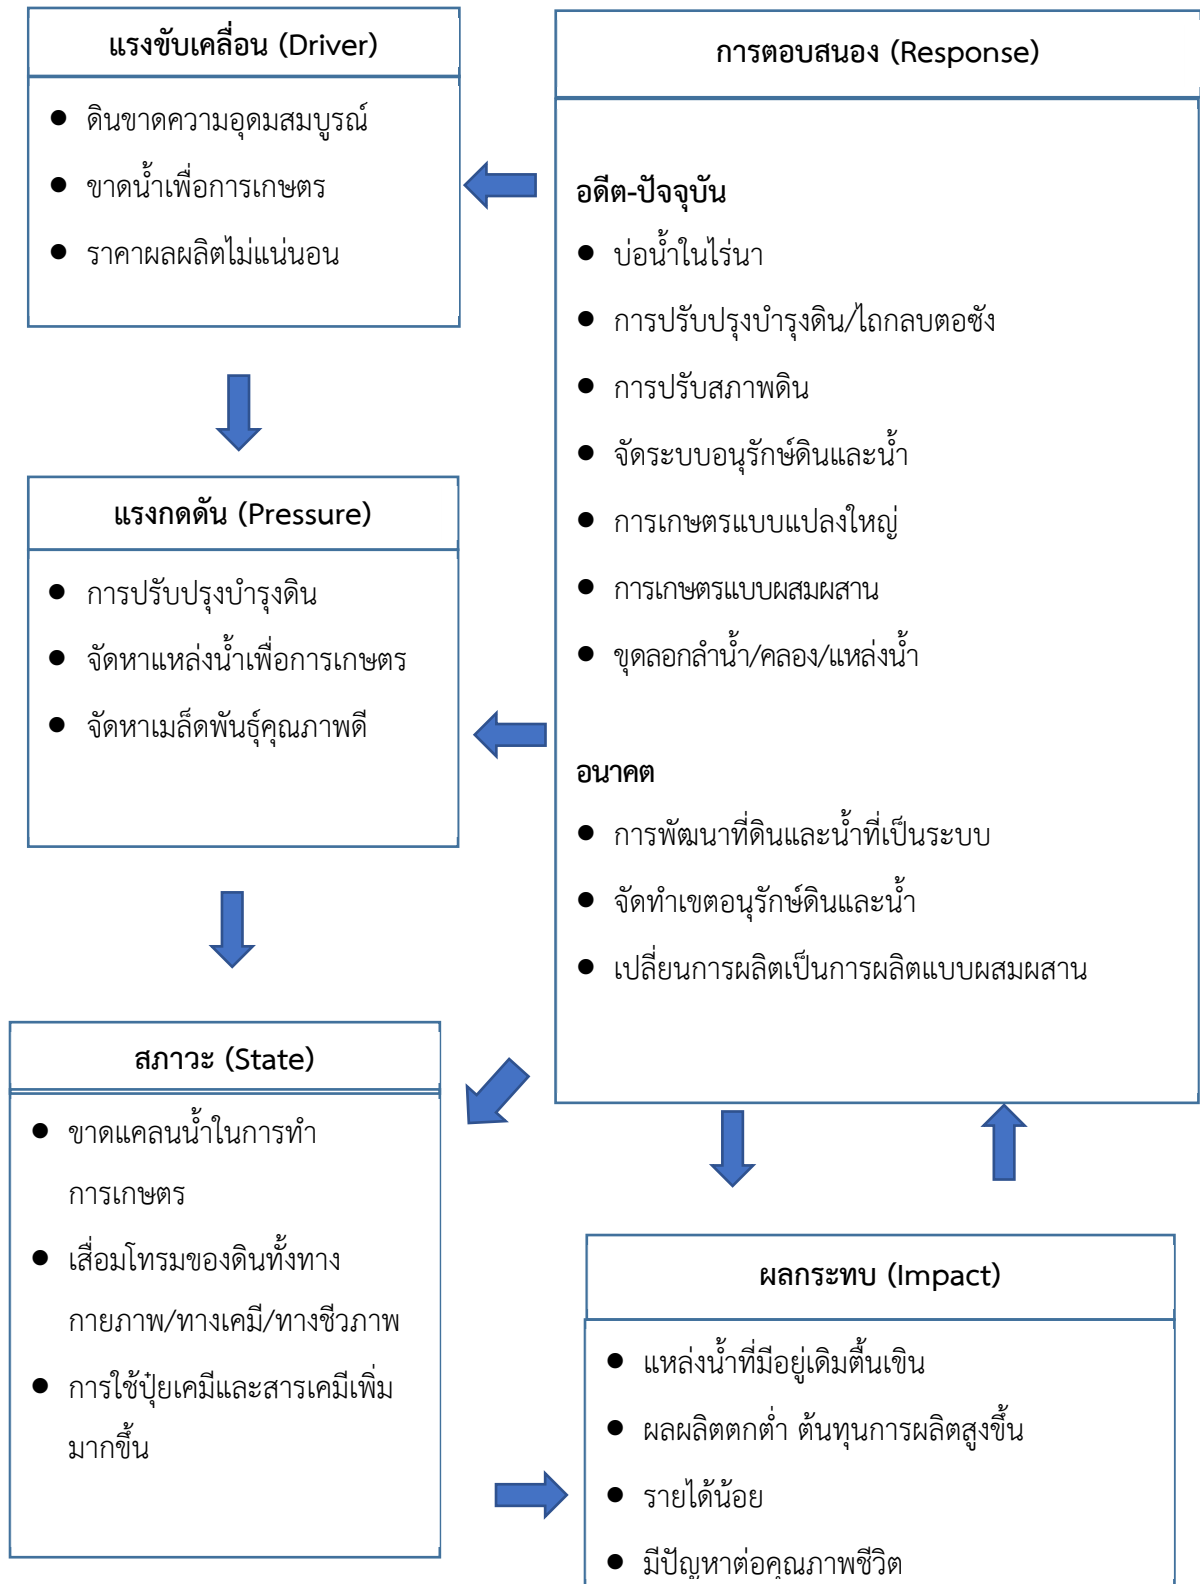 แรงขับเคลื่อน (Driver)
● ดินขาดความอุดมสมบูรณ์
● ขาดน้ำเพื่อการเกษตร
● ราคาผลผลิตไม่แน่นอน
แรงกดดัน (Pressure)
● การปรับปรุงบำรุงดิน
● จัดหาแหล่งน้ำเพื่อการเกษตร
● จัดหาเมล็ดพันธุ์คุณภาพดี
สภาวะ (State)
● ขาดแคลนน้ำในการทำ
การเกษตร
● เสื่อมโทรมของดินทั้งทาง
กายภาพ/ทางเคมี/ทางชีวภาพ
● การใช้ปุ๋ยเคมีและสารเคมีเพิ่ม
มากขึ้น
การตอบสนอง (Response)
อดีต-ปัจจุบัน
● บ่อน้ำในไร่นา
● การปรับปรุงบำรุงดิน/ไถกลบตอซัง
● การปรับสภาพดิน
● จัดระบบอนุรักษ์ดินและน้ำ
● การเกษตรแบบแปลงใหญ่
● การเกษตรแบบผสมผสาน
● ขุดลอกลำน้ำ/คลอง/แหล่งน้ำ
อนาคต
● การพัฒนาที่ดินและน้ำที่เป็นระบบ
● จัดทำเขตอนุรักษ์ดินและน้ำ
● เปลี่ยนการผลิตเป็นการผลิตแบบผสมผสาน
ผลกระทบ (Impact)
● แหล่งน้ำที่มีอยู่เดิมตื้นเขิน
● ผลผลิตตกต่ำ ต้นทุนการผลิตสูงขึ้น
● รายได้น้อย
● มีปัญหาต่อคุณภาพชีวิต